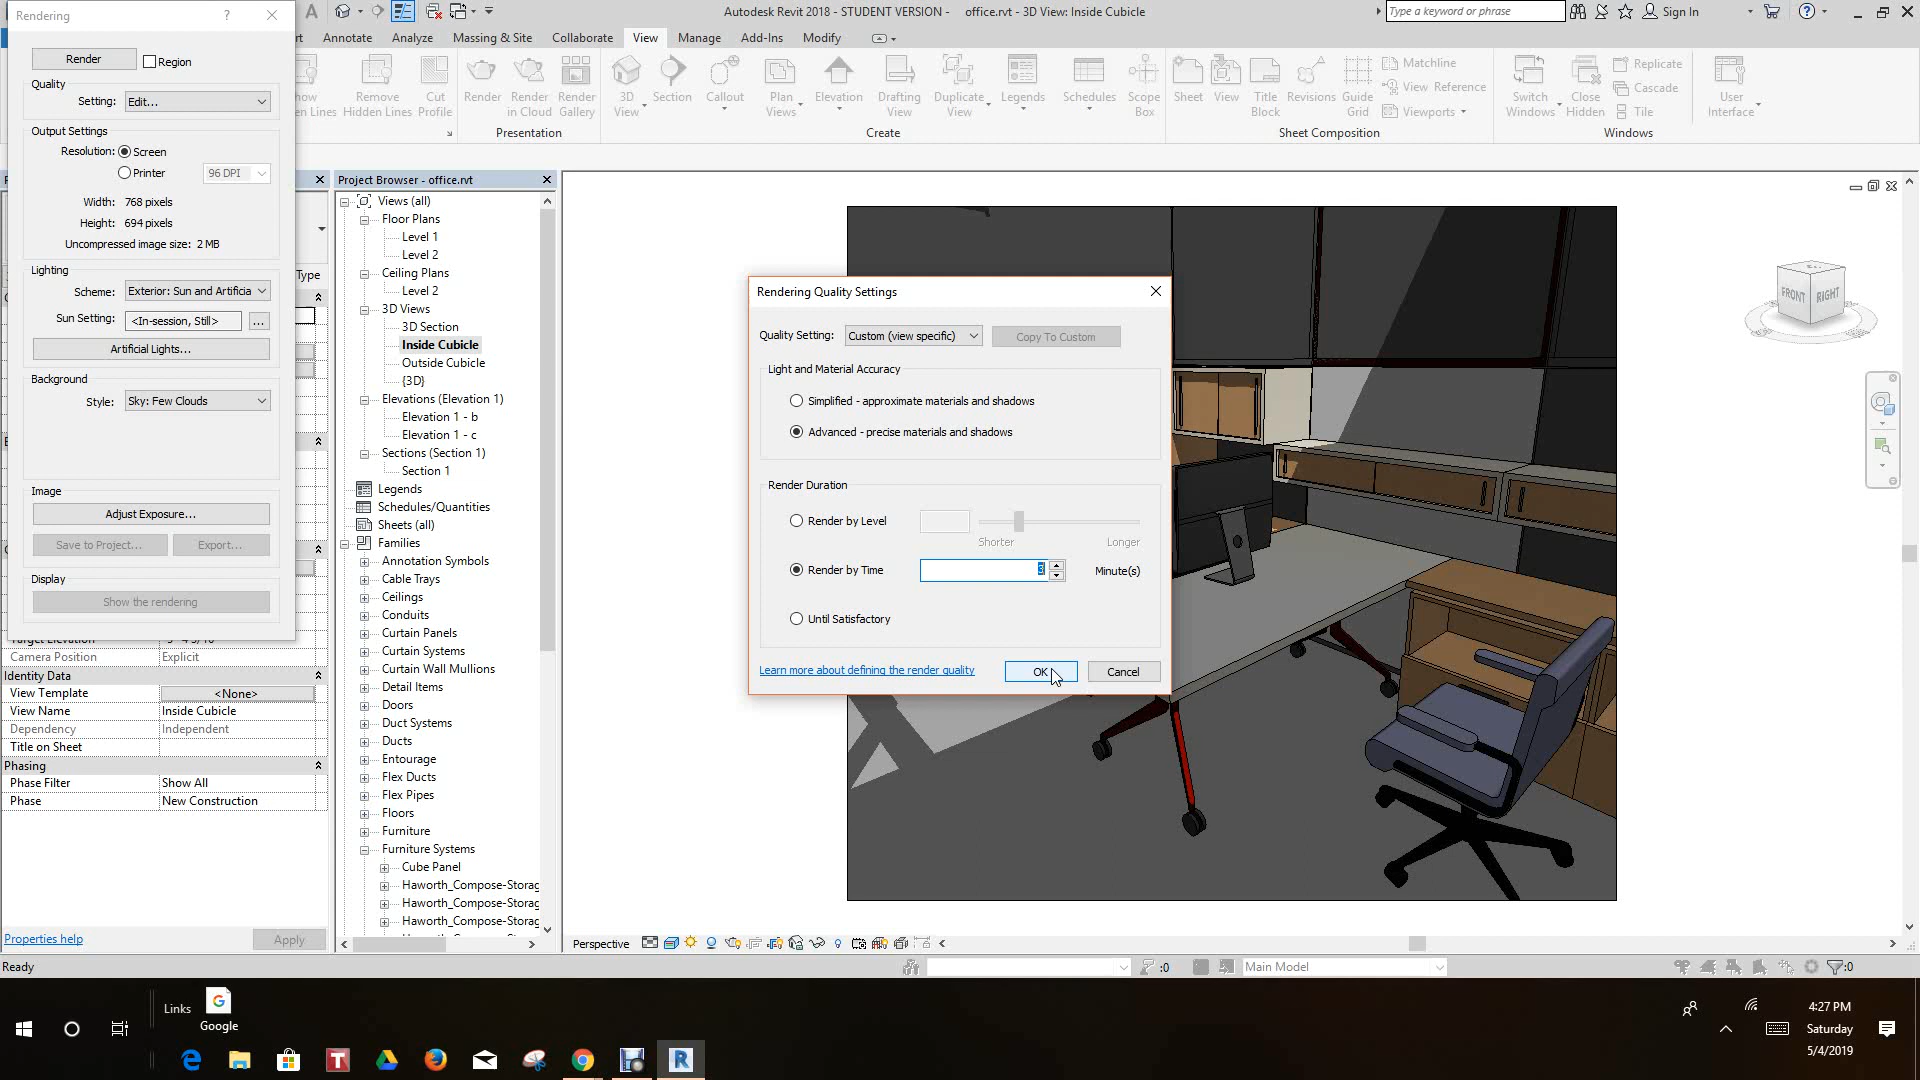 Rendering ? 
Render Region
Quality
Setting: Edit...
Output Settings
Resolution: Screen
Printer 96 DPI
Width: 768 pixels
Height: 694 pixels
Uncompressed image size: 2 MB
Lighting
Scheme: Exterior: Sun and Artificia
Sun Setting: <In-session, Still> ...
Artificial Lights...
Background
Style: Sky: Few Clouds
Image
Adjust Exposure...
Save to Project... Export...
Display
Show the rendering
Autodesk Revit 2018 - STUDENT VERSION - office.rvt - 3D View: Inside Cubicle
Type a keyword or phrase
Sign In
Annotate Analyze Massing & Site Collaborate View Manage Add-Ins Modify
Remove Hidden Lines
Cut Profile
Render
Render in Cloud
Render Gallery
3D View
Section
Callout
Plan Views
Elevation
Drafting View
Duplicate View
Legends
Schedules
Scope Box
Sheet
View
Title Block
Revisions
Guide Grid
Matchline
View Reference
Viewports
Switch Windows
Close Hidden
Replicate
Cascade
Tile
User Interface
Presentation Create Sheet Composition Windows
Type
Camera Position Explicit
Identity Data
View Template <None>
View Name Inside Cubicle
Dependency Independent
Title on Sheet
Phasing
Phase Filter Show All
Phase New Construction
Properties help Apply
Project Browser - office.rvt
Views (all)
Floor Plans
Level 1
Level 2
Ceiling Plans
Level 2
3D Views
3D Section
Inside Cubicle
Outside Cubicle
{3D}
Elevations (Elevation 1)
Elevation 1 - b
Elevation 1 - c
Sections (Section 1)
Section 1
Legends
Schedules/Quantities
Sheets (all)
Families
Annotation Symbols
Cable Trays
Ceilings
Conduits
Curtain Panels
Curtain Systems
Curtain Wall Mullions
Detail Items
Doors
Duct Systems
Ducts
Entourage
Flex Ducts
Flex Pipes
Floors
Furniture
Furniture Systems
Cube Panel
Haworth_Compose-Storag
Haworth_Compose-Storag
Haworth_Compose-Storag
Rendering Quality Settings
Quality Setting: Custom (view specific) Copy To Custom
Light and Material Accuracy
Simplified - approximate materials and shadows
Advanced - precise materials and shadows
Render Duration
Render by Level
Shorter Longer
Render by Time 3 Minute(s)
Until Satisfactory
Learn more about defining the render quality OK Cancel
FRONT RIGHT
Perspective
Ready
:0
Main Model
:0
Links
Google
4:27 PM
Saturday
5/4/2019